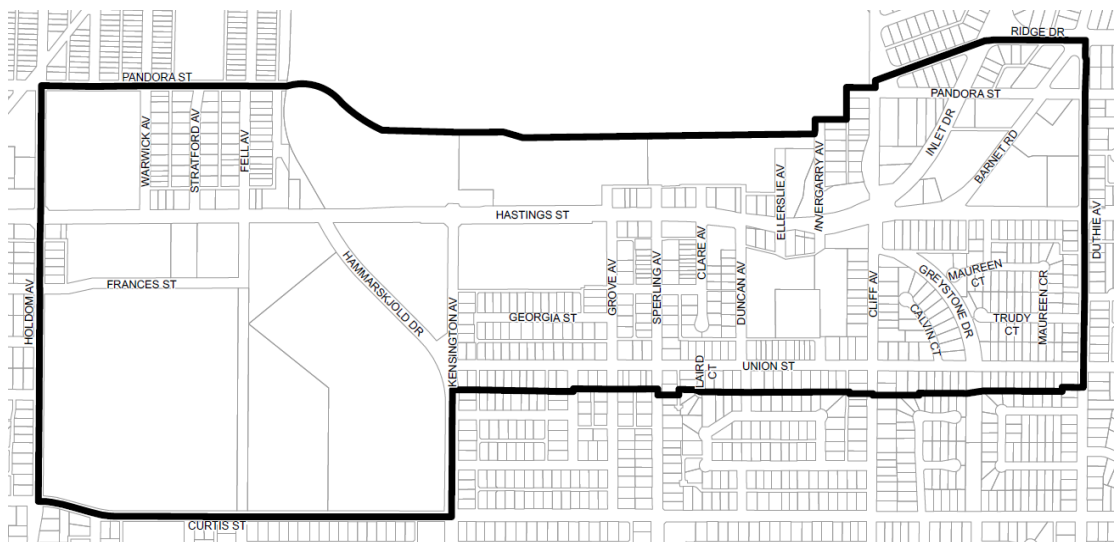 RIDGE DR
PANDORA ST
PANDORA ST
WARWICK AV
STRATFORD AV
FELL AV
INLET DR
BARNET RD
ELLERSLIE AV
INVERGARRY AV
HASTINGS ST
DUTHIE AV
HOLDOM AV
FRANCES ST
HAMMARSKJOLD DR
KENSINGTON AV
GROVE AV
SPERLING AV
CLARE AV
DUNCAN AV
CLIFF AV
GREYSTONE DR
MAUREEN
CT
MAUREEN CR
CALVIN CT
TRUDY
CT
GEORGIA ST
LAIRD
CT
UNION ST
CURTIS ST